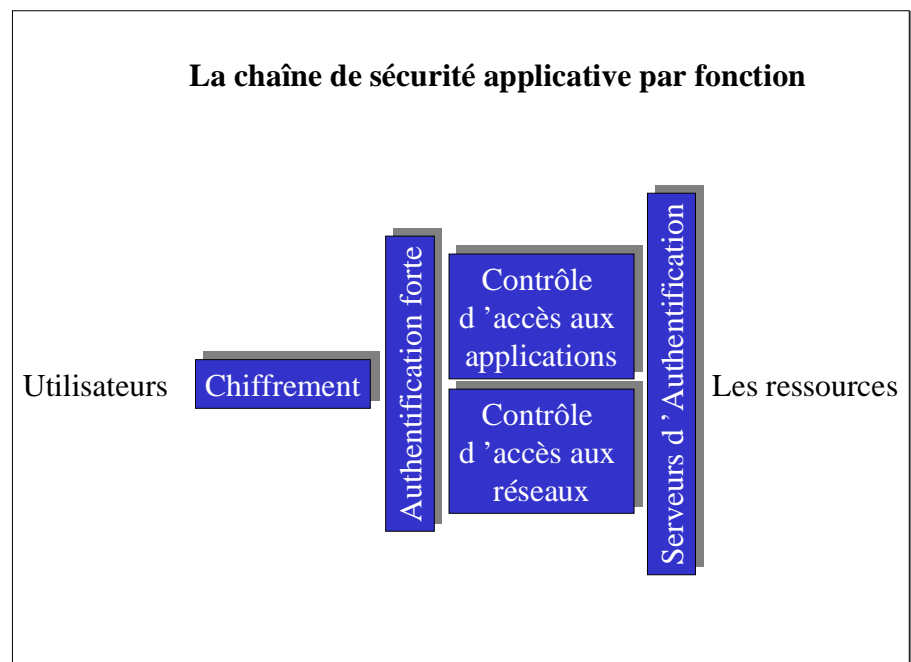 La chaîne de sécurité applicative par fonction
Utilisateurs
Chiffrement
Authentification forte
Contrôle
d ’accès aux
applications
Contrôle
d ’accès aux
réseaux
Serveurs d ’Authentification
Les ressources